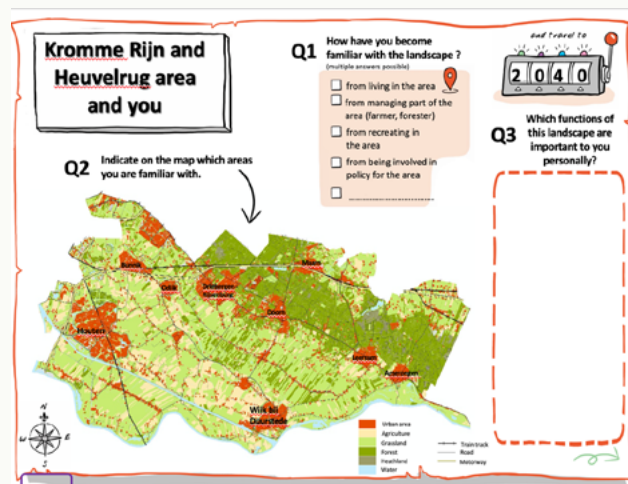 Kromme Rijn and
Heuvelrug area
and you
Q1
How have you become
familiar with the landscape ?
(multiple answers possible)
from living in the area
from managing part of the
area (farmer, forester)
from recreating in
the area
from being involved in
policy for the area
and travel to
2 0 4 0
Q3
Which functions of
this landscape are
important to you
personally?
Q2
Indicate on the map which areas
you are familiar with.
Bunnik
Odijk
Driebergen
Maarn
Doorn
Houten
Leersum
Amerongen
Wijk bij
Duurstede
N
W
E
S
Urban area
Agriculture
Grassland
Forest
Heathland
Water
Train track
Road
Motorway